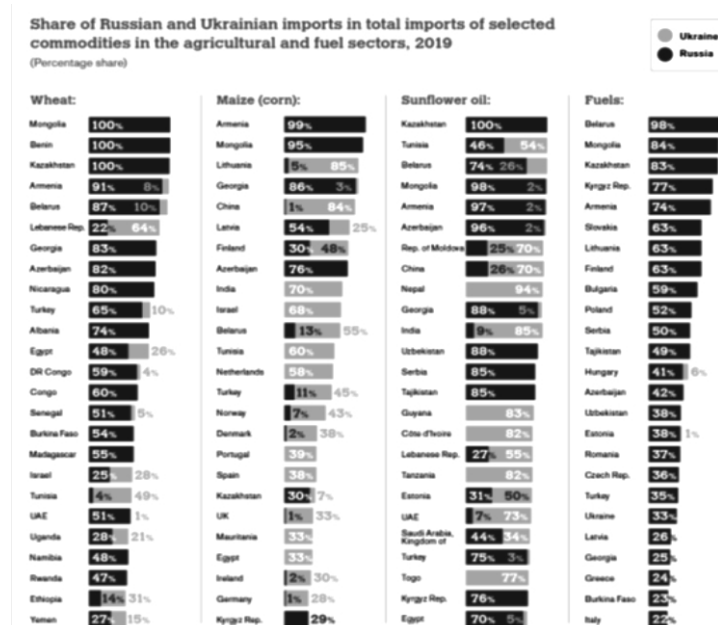 Share of Russian and Ukrainian imports in total imports of selected
commodities in the agricultural and fuel sectors, 2019
(Percentage share)
Ukraine
Russia
Wheat:
Mongolia 100%
Benin 100%
Kazakhstan 100%
Armenia 91% 8%
Belarus 87% 10%
Lebanese Rep. 22% 64%
Georgia 83%
Azerbaijan 82%
Nicaragua 80%
Turkey 65% 10%
Albania 74%
Egypt 48% 26%
DR Congo 59% 4%
Congo 60%
Senegal 51% 5%
Burkina Faso 54%
Madagascar 55%
Israel 25% 28%
Tunisia 4% 49%
UAE 51% 1%
Uganda 28% 21%
Namibia 48%
Rwanda 47%
Ethiopia 14% 31%
Yemen 27% 15%
Maize (corn):
Armenia 99%
Mongolia 95%
Lithuania 5% 85%
Georgia 86% 3%
China 1% 84%
Latvia 54% 25%
Finland 30% 48%
Azerbaijan 76%
India 70%
Israel 68%
Belarus 13% 55%
Tunisia 60%
Netherlands 58%
Turkey 11% 45%
Norway 7% 43%
Denmark 2% 38%
Portugal 39%
Spain 38%
Kazakhstan 30% 7%
UK 1% 33%
Mauritania 33%
Egypt 33%
Ireland 2% 30%
Germany 1% 28%
Kyrgyz Rep. 29%
Sunflower oil:
Kazakhstan 100%
Tunisia 46% 54%
Belarus 74% 26%
Mongolia 98% 2%
Armenia 97% 2%
Azerbaijan 96% 2%
Rep. of Moldova 25% 70%
China 26% 70%
Nepal 94%
Georgia 88% 5%
India 9% 85%
Uzbekistan 88%
Serbia 85%
Tajikistan 85%
Guyana 83%
Côte d'Ivoire 82%
Lebanese Rep. 27% 55%
Tanzania 82%
Estonia 31% 50%
UAE 7% 73%
Saudi Arabia,
Kingdom of 44% 34%
Turkey 75% 3%
Togo 77%
Kyrgyz Rep. 76%
Egypt 70% 5%
Fuels:
Belarus 98%
Mongolia 84%
Kazakhstan 83%
Kyrgyz Rep. 77%
Armenia 74%
Slovakia 63%
Lithuania 63%
Finland 63%
Bulgaria 59%
Poland 52%
Serbia 50%
Tajikistan 49%
Hungary 41% 6%
Azerbaijan 42%
Uzbekistan 38%
Estonia 38% 1%
Romania 37%
Czech Rep. 36%
Turkey 35%
Ukraine 33%
Latvia 26%
Georgia 25%
Greece 24%
Burkina Faso 23%
Italy 22%